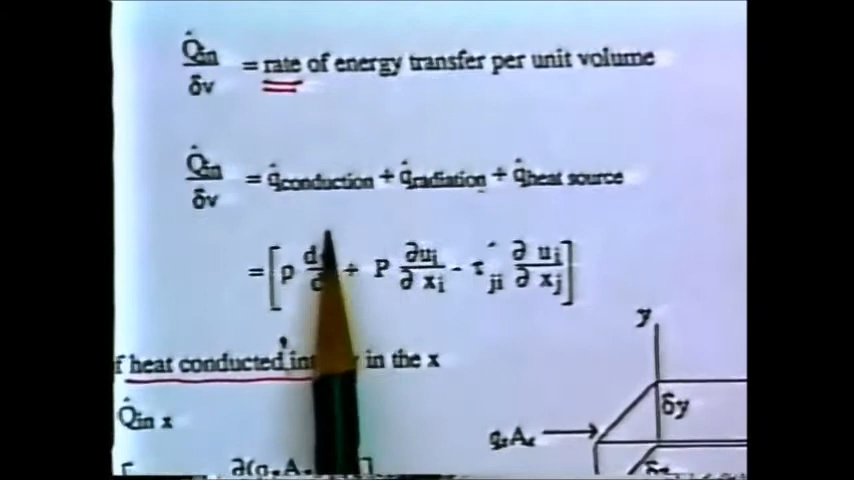 Q̇in/δv = rate of energy transfer per unit volume
Q̇in/δv = q̇conduction + q̇radiation + q̇heat source
= [ρ d + P ∂ui/∂xi - τ´ji ∂ui/∂xj]
f heat conducted in the x
Q̇in x
y
δy
∂(